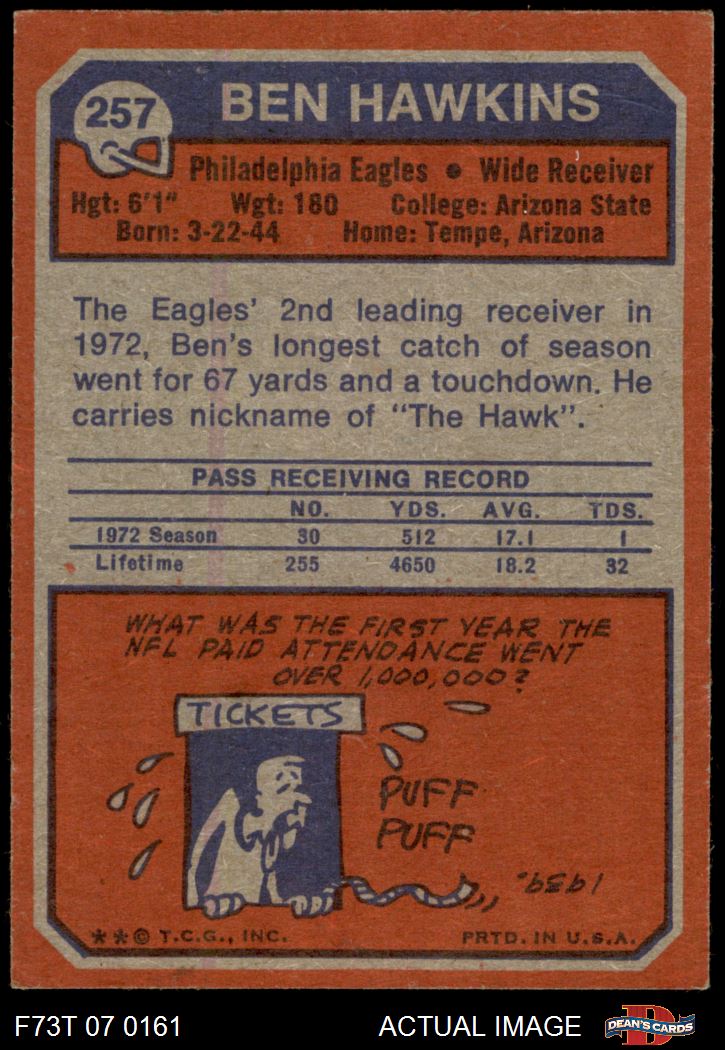 257 BEN HAWKINS
Philadelphia Eagles • Wide Receiver
Hgt: 6'1" Wgt: 180 College: Arizona State
Born: 3-22-44 Home: Tempe, Arizona
The Eagles' 2nd leading receiver in
1972, Ben's longest catch of season
went for 67 yards and a touchdown. He
carries nickname of "The Hawk".
PASS RECEIVING RECORD
NO. YDS. AVG. TDS.
1972 Season 30 512 17.1 1
Lifetime 255 4650 18.2 32
WHAT WAS THE FIRST YEAR THE
NFL PAID ATTENDANCE WENT
OVER 1,000,000?
TICKETS
PUFF
PUFF
1939.
**© T.C.G., INC. PRTD. IN U.S.A.
F73T 07 0161 ACTUAL IMAGE DEAN'S CARDS